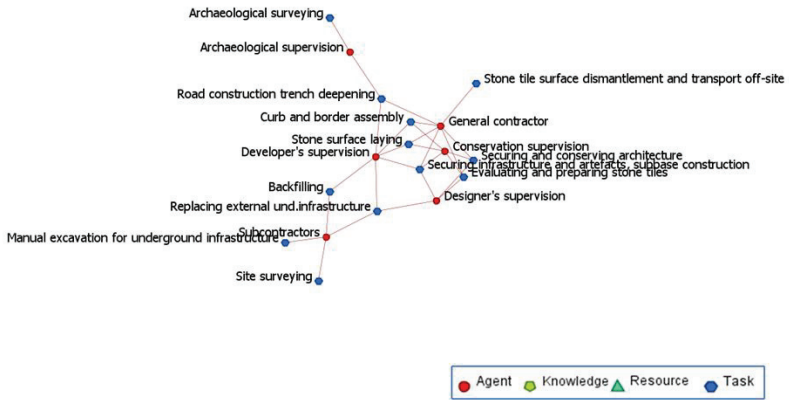 Archaeological surveying
Archaeological supervision
Stone tile surface dismantlement and transport off-site
Road construction trench deepening
Curb and border assembly
General contractor
Stone surface laying
Conservation supervision
Developer's supervision
Securing and conserving architecture
Securing infrastructure and artefacts, subbase construction
Evaluating and preparing stone tiles
Backfilling
Designer's supervision
Replacing external und.infrastructure
Subcontractors
Manual excavation for underground infrastructure
Site surveying
Agent Knowledge Resource Task